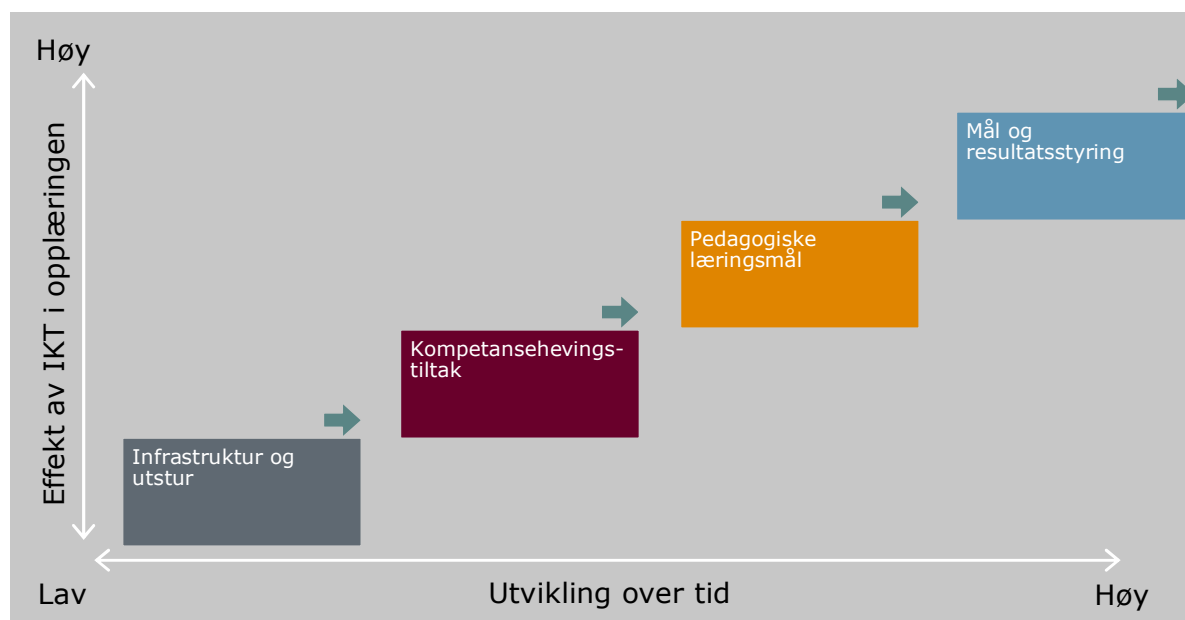 Høy
Effekt av IKT i opplæringen
Mål og
resultatsstyring
Pedagogiske
læringsmål
Kompetansehevings-
tiltak
Infrastruktur og
utstur
Lav
Utvikling over tid
Høy